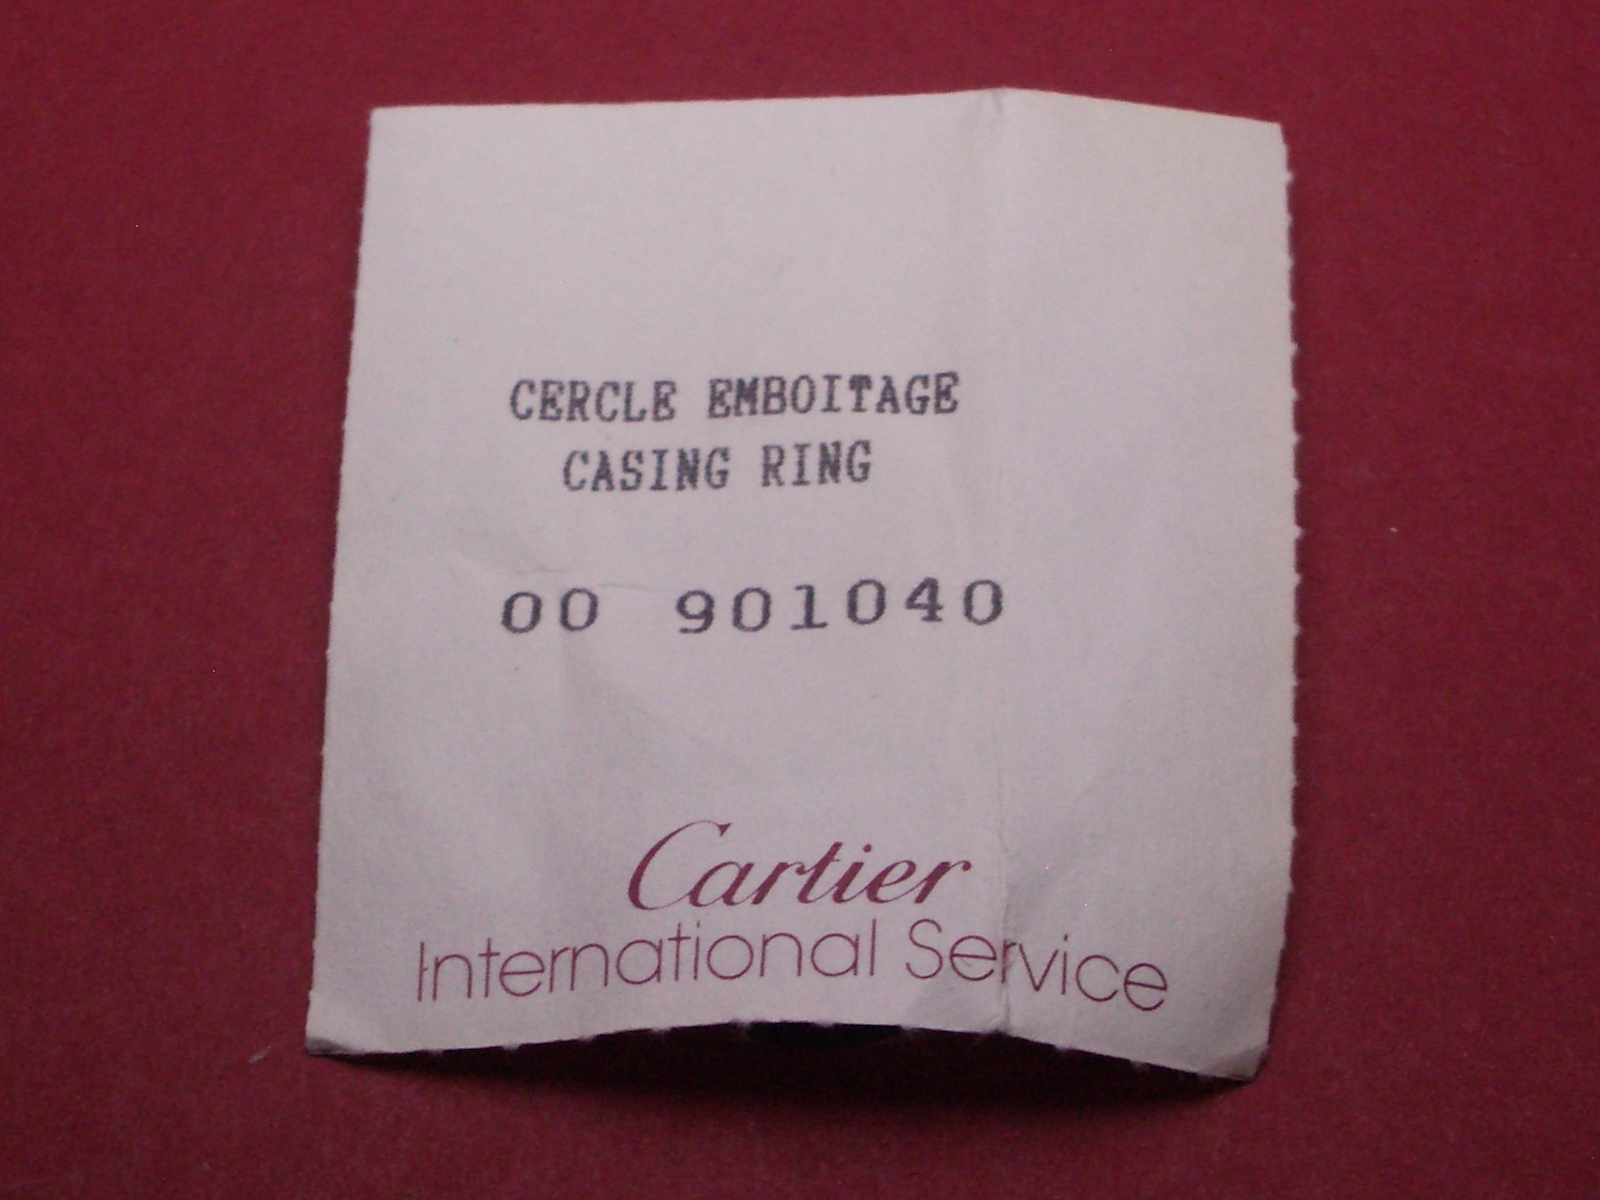 CERCLE EMBOITAGE
CASING RING
00 901040
Cartier
International Service